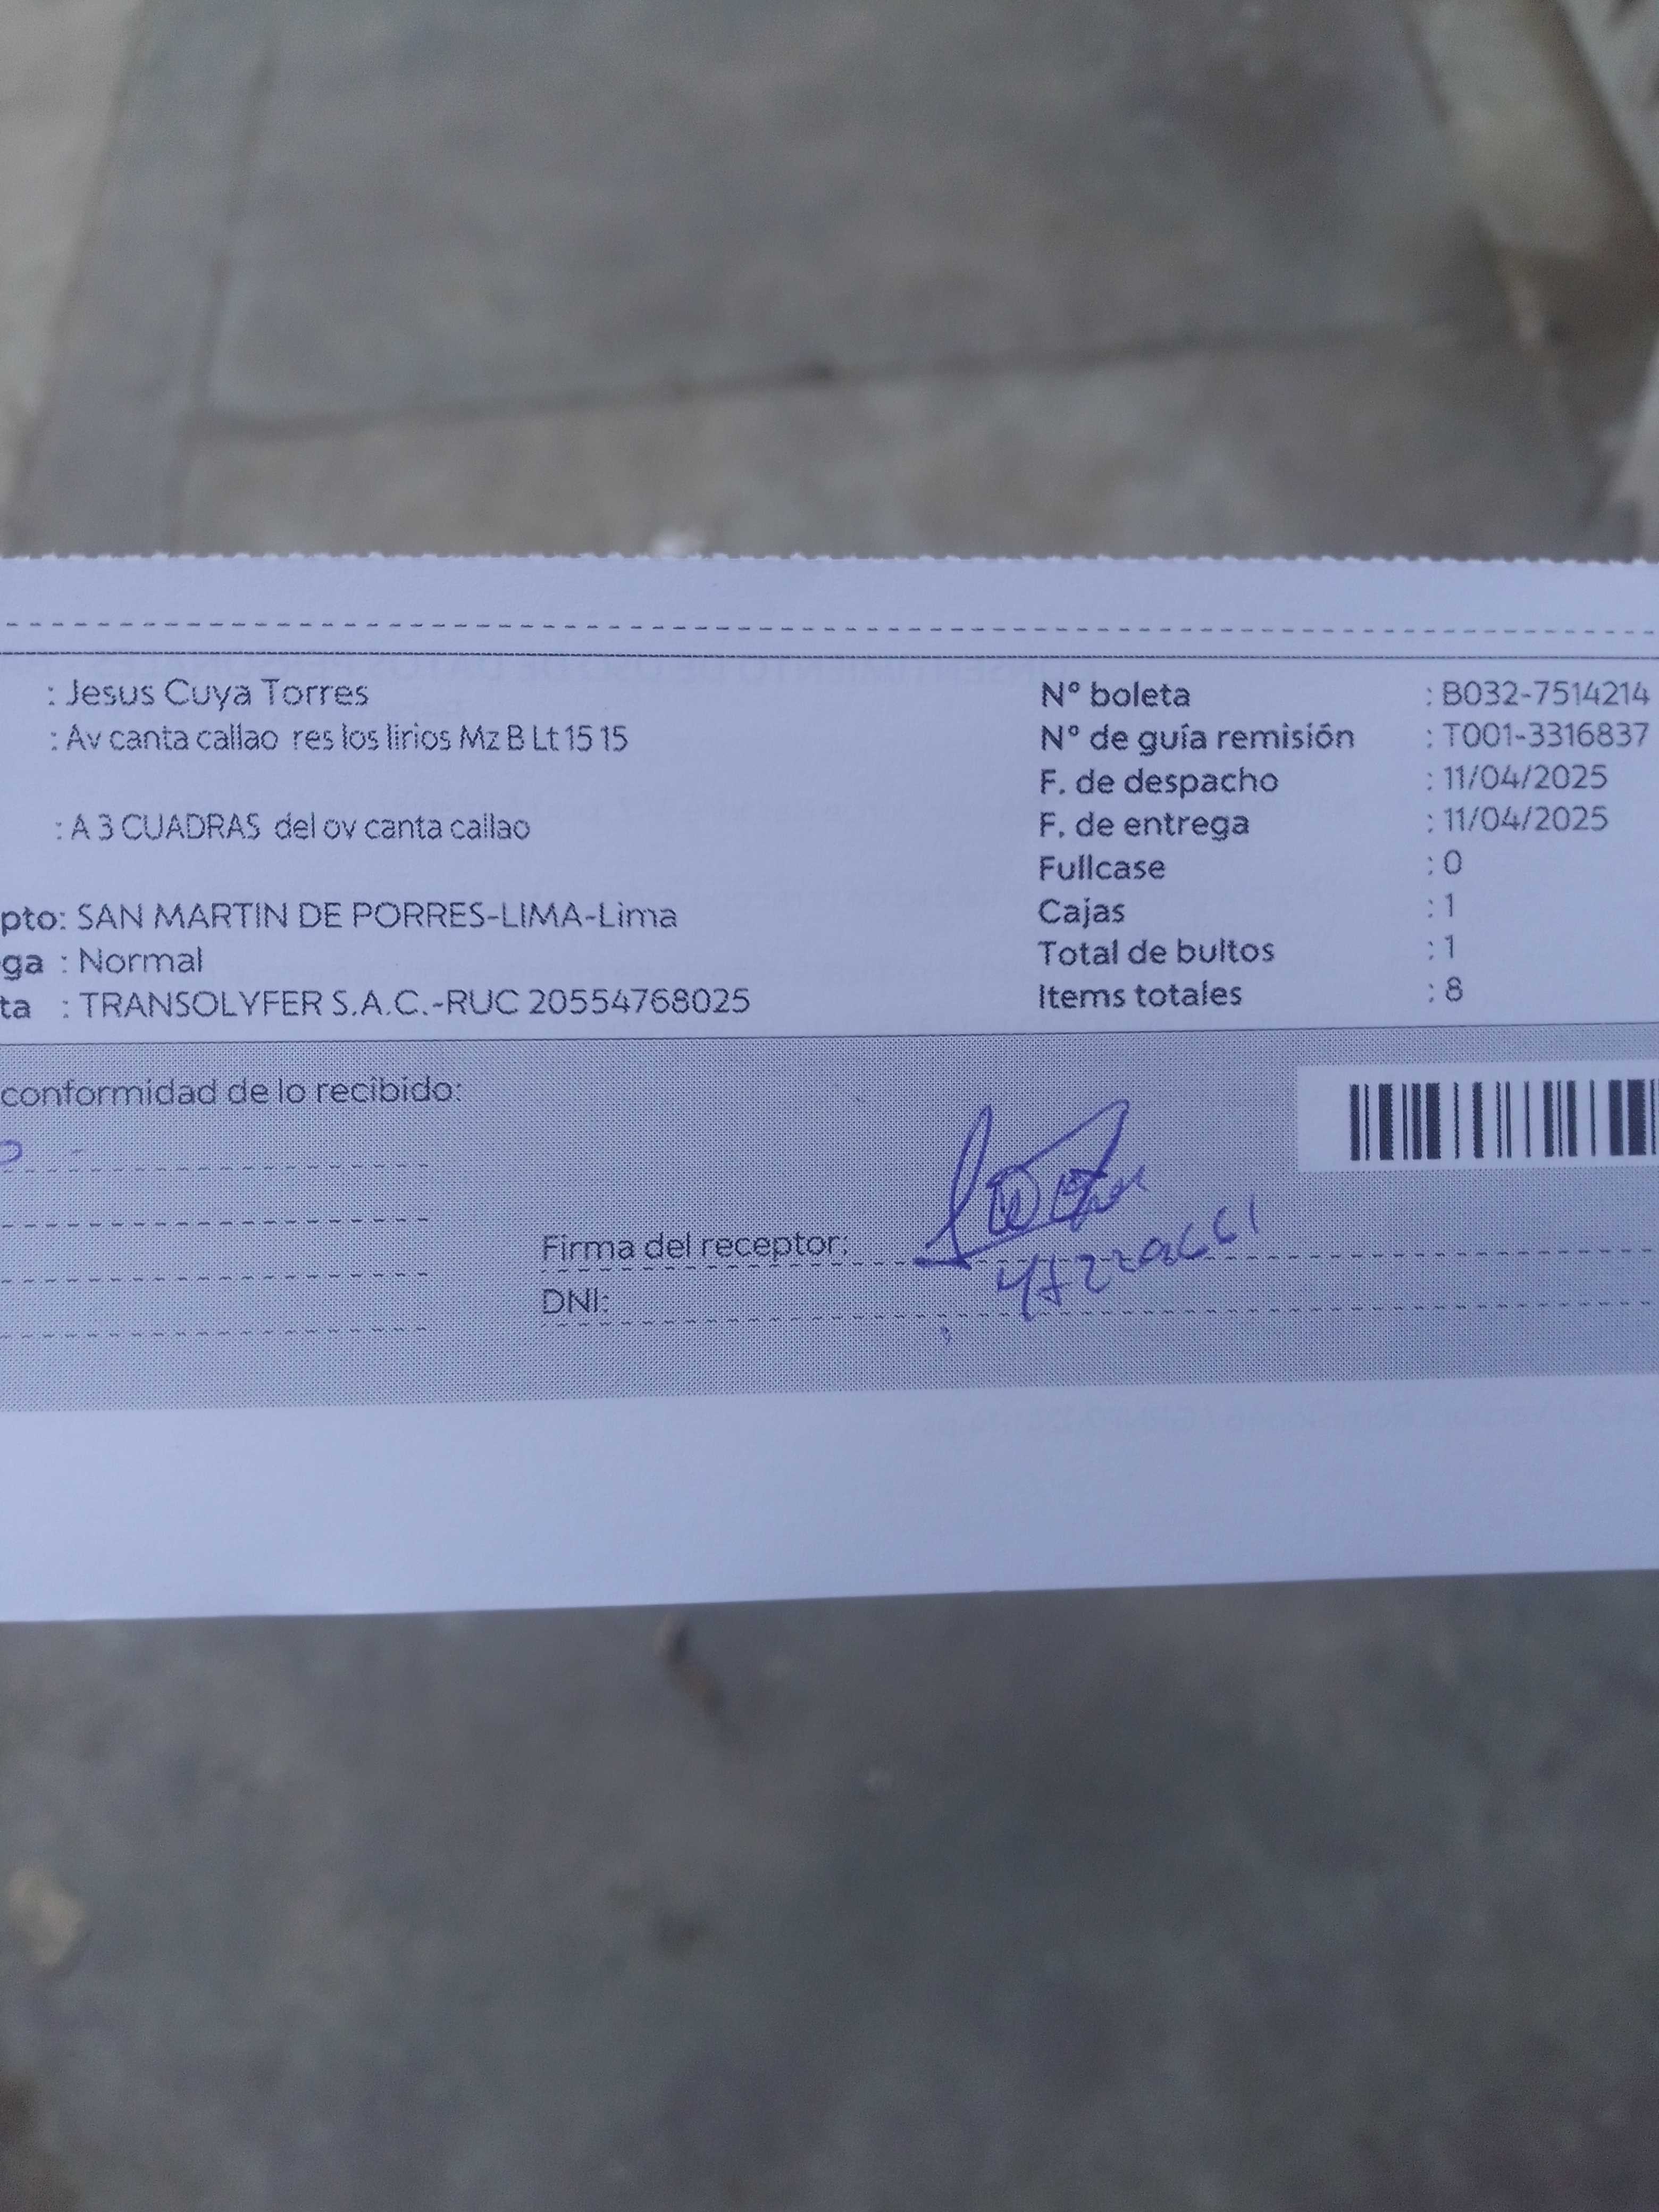 : Jesus Cuya Torres
: Av canta callao res los lirios Mz B Lt 15 15
: A 3 CUADRAS del ov canta callao
pto: SAN MARTIN DE PORRES-LIMA-Lima
ga : Normal
ta : TRANSOLYFER S.A.C.-RUC 20554768025
Nº boleta : B032-7514214
Nº de guía remisión : T001-3316837
F. de despacho : 11/04/2025
F. de entrega : 11/04/2025
Fullcase : 0
Cajas : 1
Total de bultos : 1
Items totales : 8
conformidad de lo recibido:
Firma del receptor:
DNI: